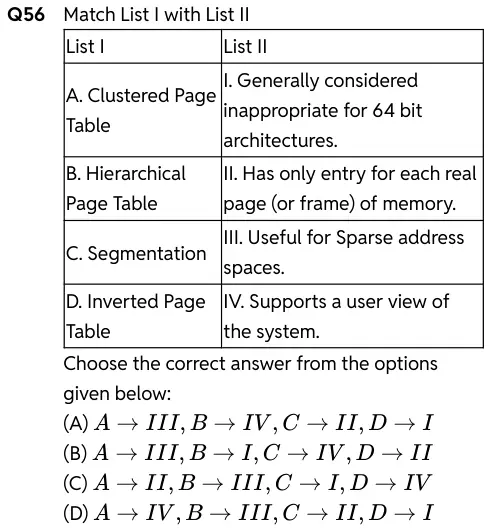 Q56 Match List I with List II
List I List II
A. Clustered Page Table I. Generally considered inappropriate for 64 bit architectures.
B. Hierarchical Page Table II. Has only entry for each real page (or frame) of memory.
C. Segmentation III. Useful for Sparse address spaces.
D. Inverted Page Table IV. Supports a user view of the system.
Choose the correct answer from the options
given below:
(A) A → III, B → IV, C → II, D → I
(B) A → III, B → I, C → IV, D → II
(C) A → II, B → III, C → I, D → IV
(D) A → IV, B → III, C → II, D → I